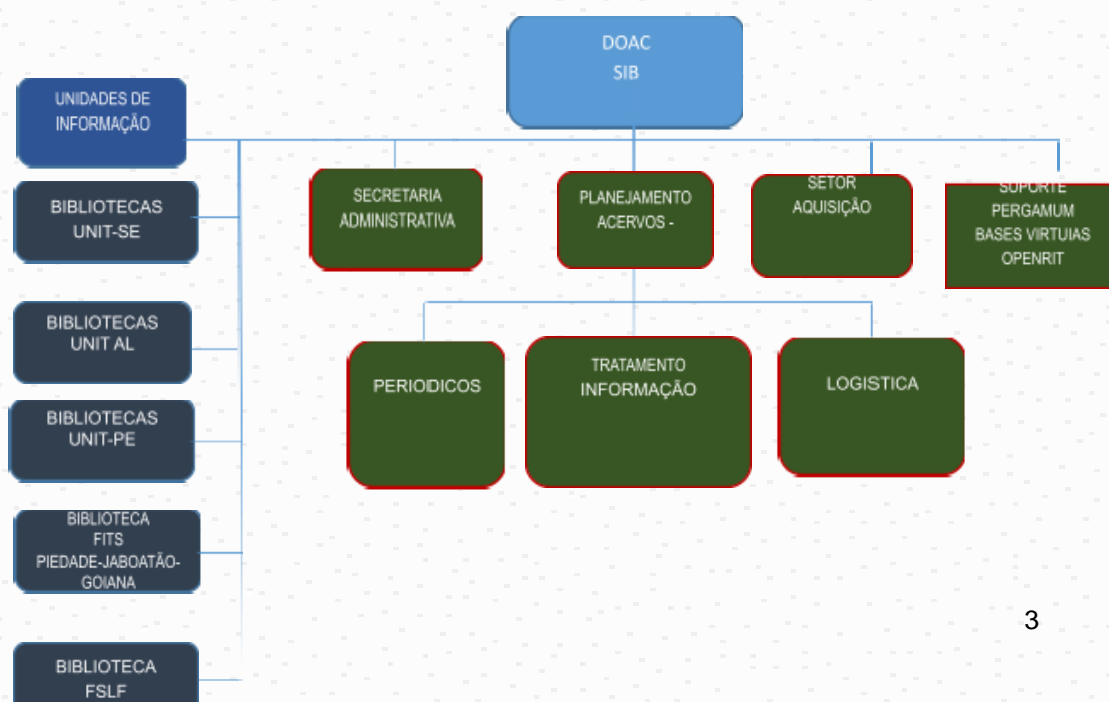 DOAC
SIB
UNIDADES DE
INFORMAÇÃO
BIBLIOTECAS
UNIT-SE
BIBLIOTECAS
UNIT AL
BIBLIOTECAS
UNIT-PE
BIBLIOTECA
FITS
PIEDADE-JABOATÃO-
GOIANA
BIBLIOTECA
FSLF
SECRETARIA
ADMINISTRATIVA
PLANEJAMENTO
ACERVOS -
SETOR
AQUISIÇÃO
SUPORTE
PERGAMUM
BASES VIRTUIAS
OPENRIT
PERIODICOS
TRATAMENTO
INFORMAÇÃO
LOGISTICA
3